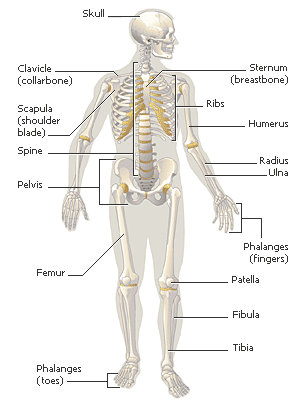 Skull
Clavicle
(collarbone)
Sternum
(breastbone)
Scapula
(shoulder
blade)
Ribs
Humerus
Spine
Radius
Ulna
Pelvis
Phalanges
(fingers)
Femur
Patella
Fibula
Tibia
Phalanges
(toes)